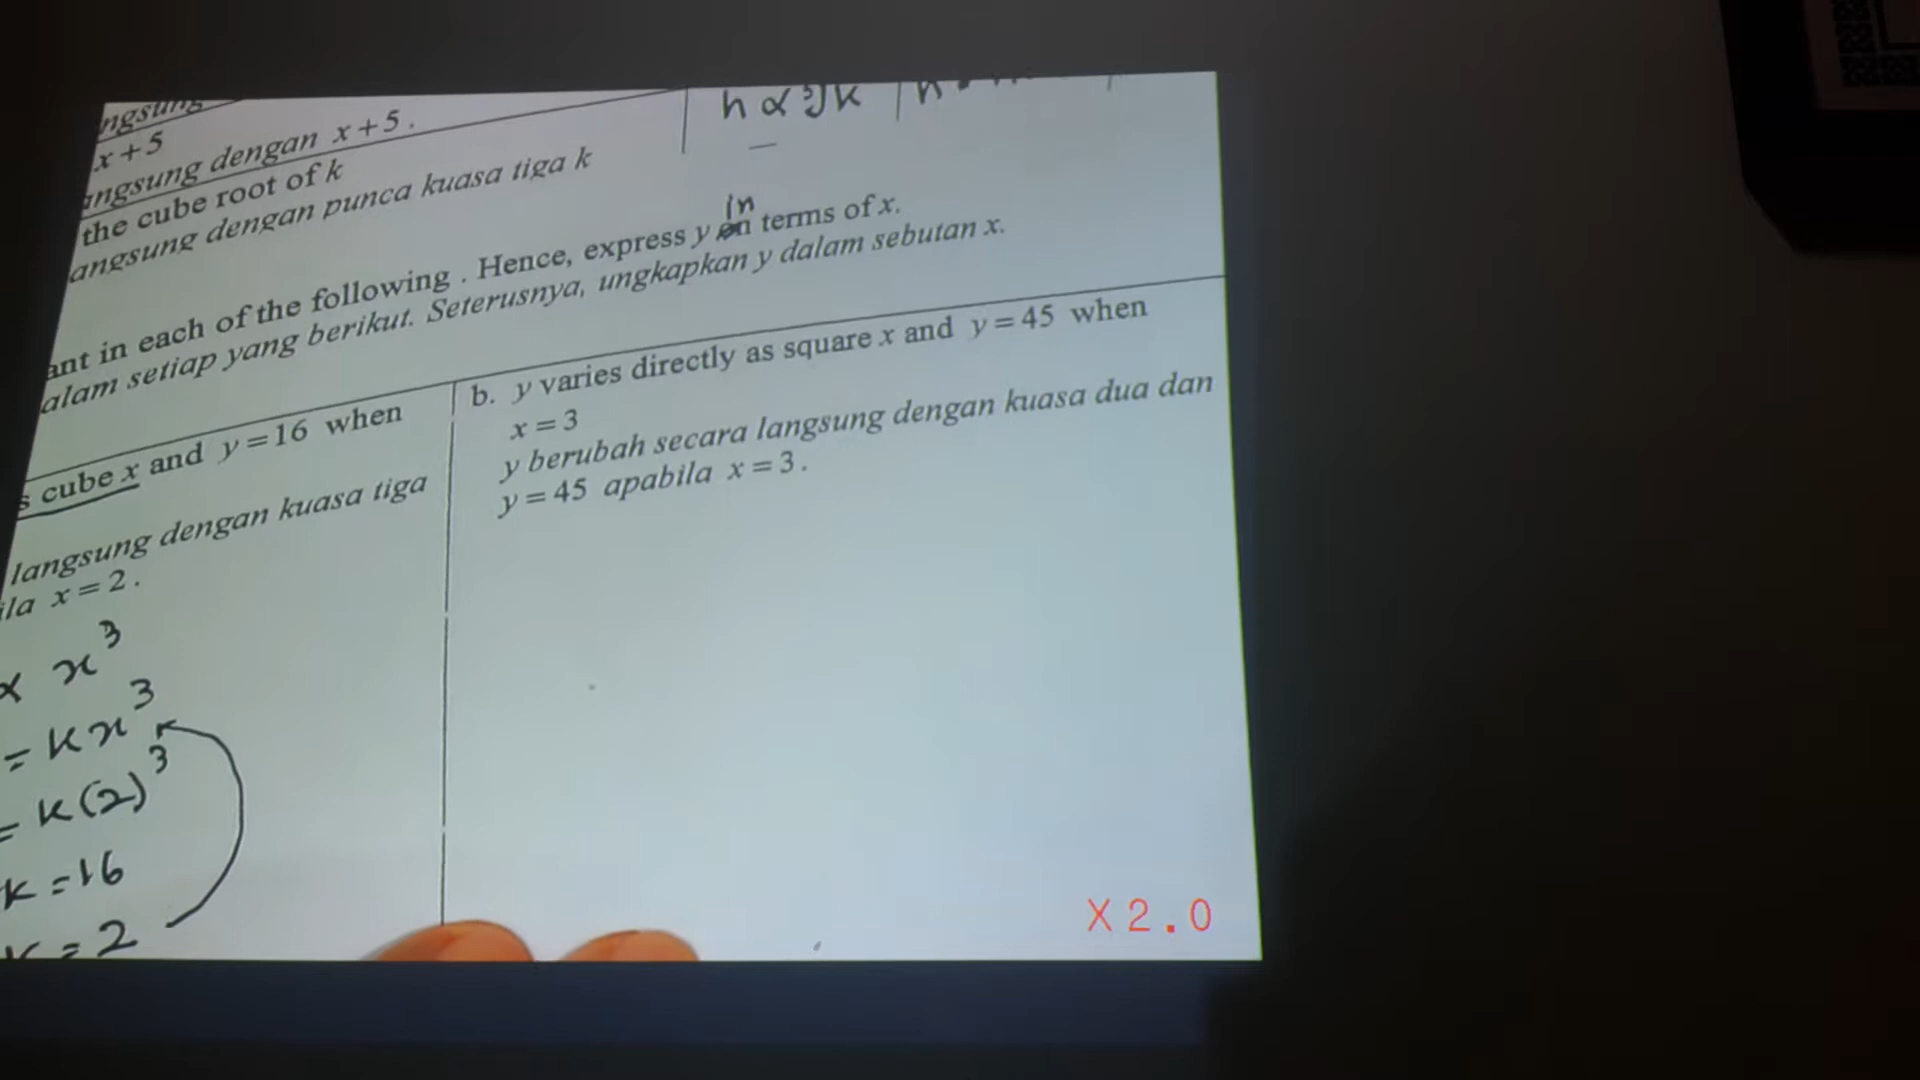 x+5
angsung dengan x+5.
the cube root of k
angsung dengan punca kuasa tiga k
h α ∛k
in
ant in each of the following . Hence, express y on terms of x.
alam setiap yang berikut. Seterusnya, ungkapkan y dalam sebutan x.
s cube x and y=16 when
langsung dengan kuasa tiga
ila x=2.
α x³
= kx³
= k(2)³
k=16
k=2
b. y varies directly as square x and y=45 when
x=3
y berubah secara langsung dengan kuasa dua dan
y=45 apabila x=3.
X2.0